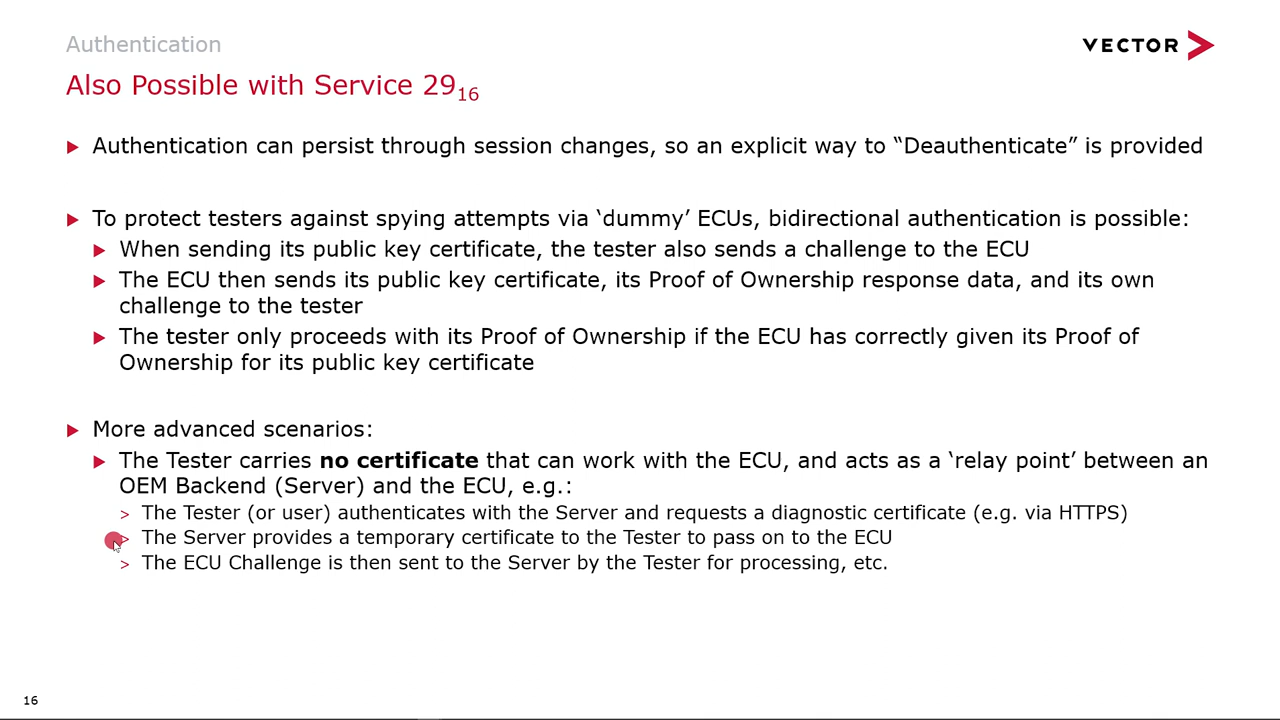 Authentication
VECTOR
Also Possible with Service 29₁₆
Authentication can persist through session changes, so an explicit way to “Deauthenticate” is provided
To protect testers against spying attempts via ‘dummy’ ECUs, bidirectional authentication is possible:
When sending its public key certificate, the tester also sends a challenge to the ECU
The ECU then sends its public key certificate, its Proof of Ownership response data, and its own
challenge to the tester
The tester only proceeds with its Proof of Ownership if the ECU has correctly given its Proof of
Ownership for its public key certificate
More advanced scenarios:
The Tester carries no certificate that can work with the ECU, and acts as a ‘relay point’ between an
OEM Backend (Server) and the ECU, e.g.:
> The Tester (or user) authenticates with the Server and requests a diagnostic certificate (e.g. via HTTPS)
> The Server provides a temporary certificate to the Tester to pass on to the ECU
> The ECU Challenge is then sent to the Server by the Tester for processing, etc.
16